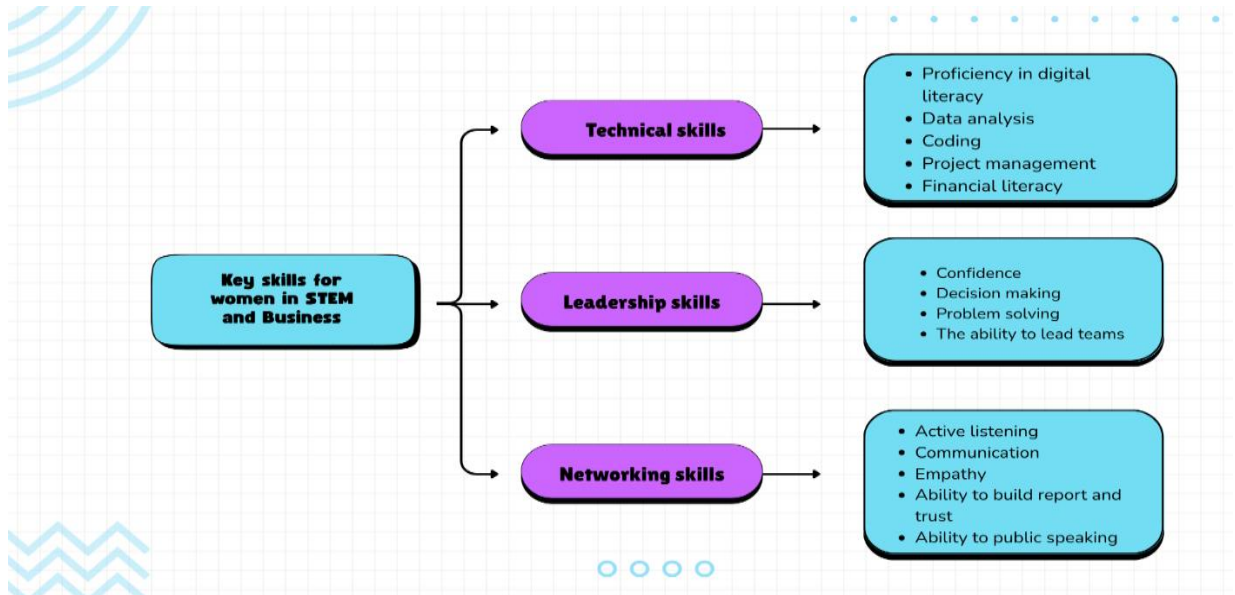 Key skills for
women in STEM
and Business
Technical skills
• Proficiency in digital
literacy
• Data analysis
• Coding
• Project management
• Financial literacy
Leadership skills
• Confidence
• Decision making
• Problem solving
• The ability to lead teams
Networking skills
• Active listening
• Communication
• Empathy
• Ability to build report and
trust
• Ability to public speaking